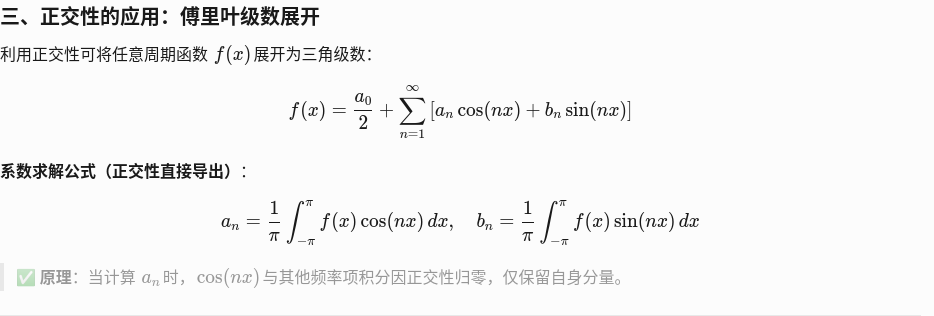 三、正交性的应用：傅里叶级数展开
利用正交性可将任意周期函数 f(x) 展开为三角级数：
f(x) = \frac{a_0}{2} + \sum_{n=1}^{\infty} [a_n \cos(nx) + b_n \sin(nx)]
系数求解公式（正交性直接导出）：
a_n = \frac{1}{\pi} \int_{-\pi}^{\pi} f(x) \cos(nx) \, dx, \quad b_n = \frac{1}{\pi} \int_{-\pi}^{\pi} f(x) \sin(nx) \, dx
✅ 原理：当计算 a_n 时，cos(nx) 与其他频率项积分因正交性归零，仅保留自身分量。